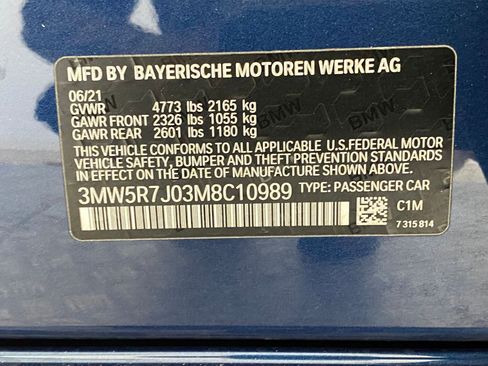 MFD BY BAYERISCHE MOTOREN WERKE AG
06/21
GVWR 4773 lbs 2165 kg
GAWR FRONT 2326 lbs 1055 kg
GAWR REAR 2601 lbs 1180 kg
THIS VEHICLE CONFORMS TO ALL APPLICABLE U.S.FEDERAL MOTOR
VEHICLE SAFETY, BUMPER AND THEFT PREVENTION STANDARDS
IN EFFECT ON THE DATE OF MANUFACTURE SHOWN ABOVE.
3MW5R7J03M8C10989 TYPE: PASSENGER CAR
C1M
7 315 814
BMW
BMW